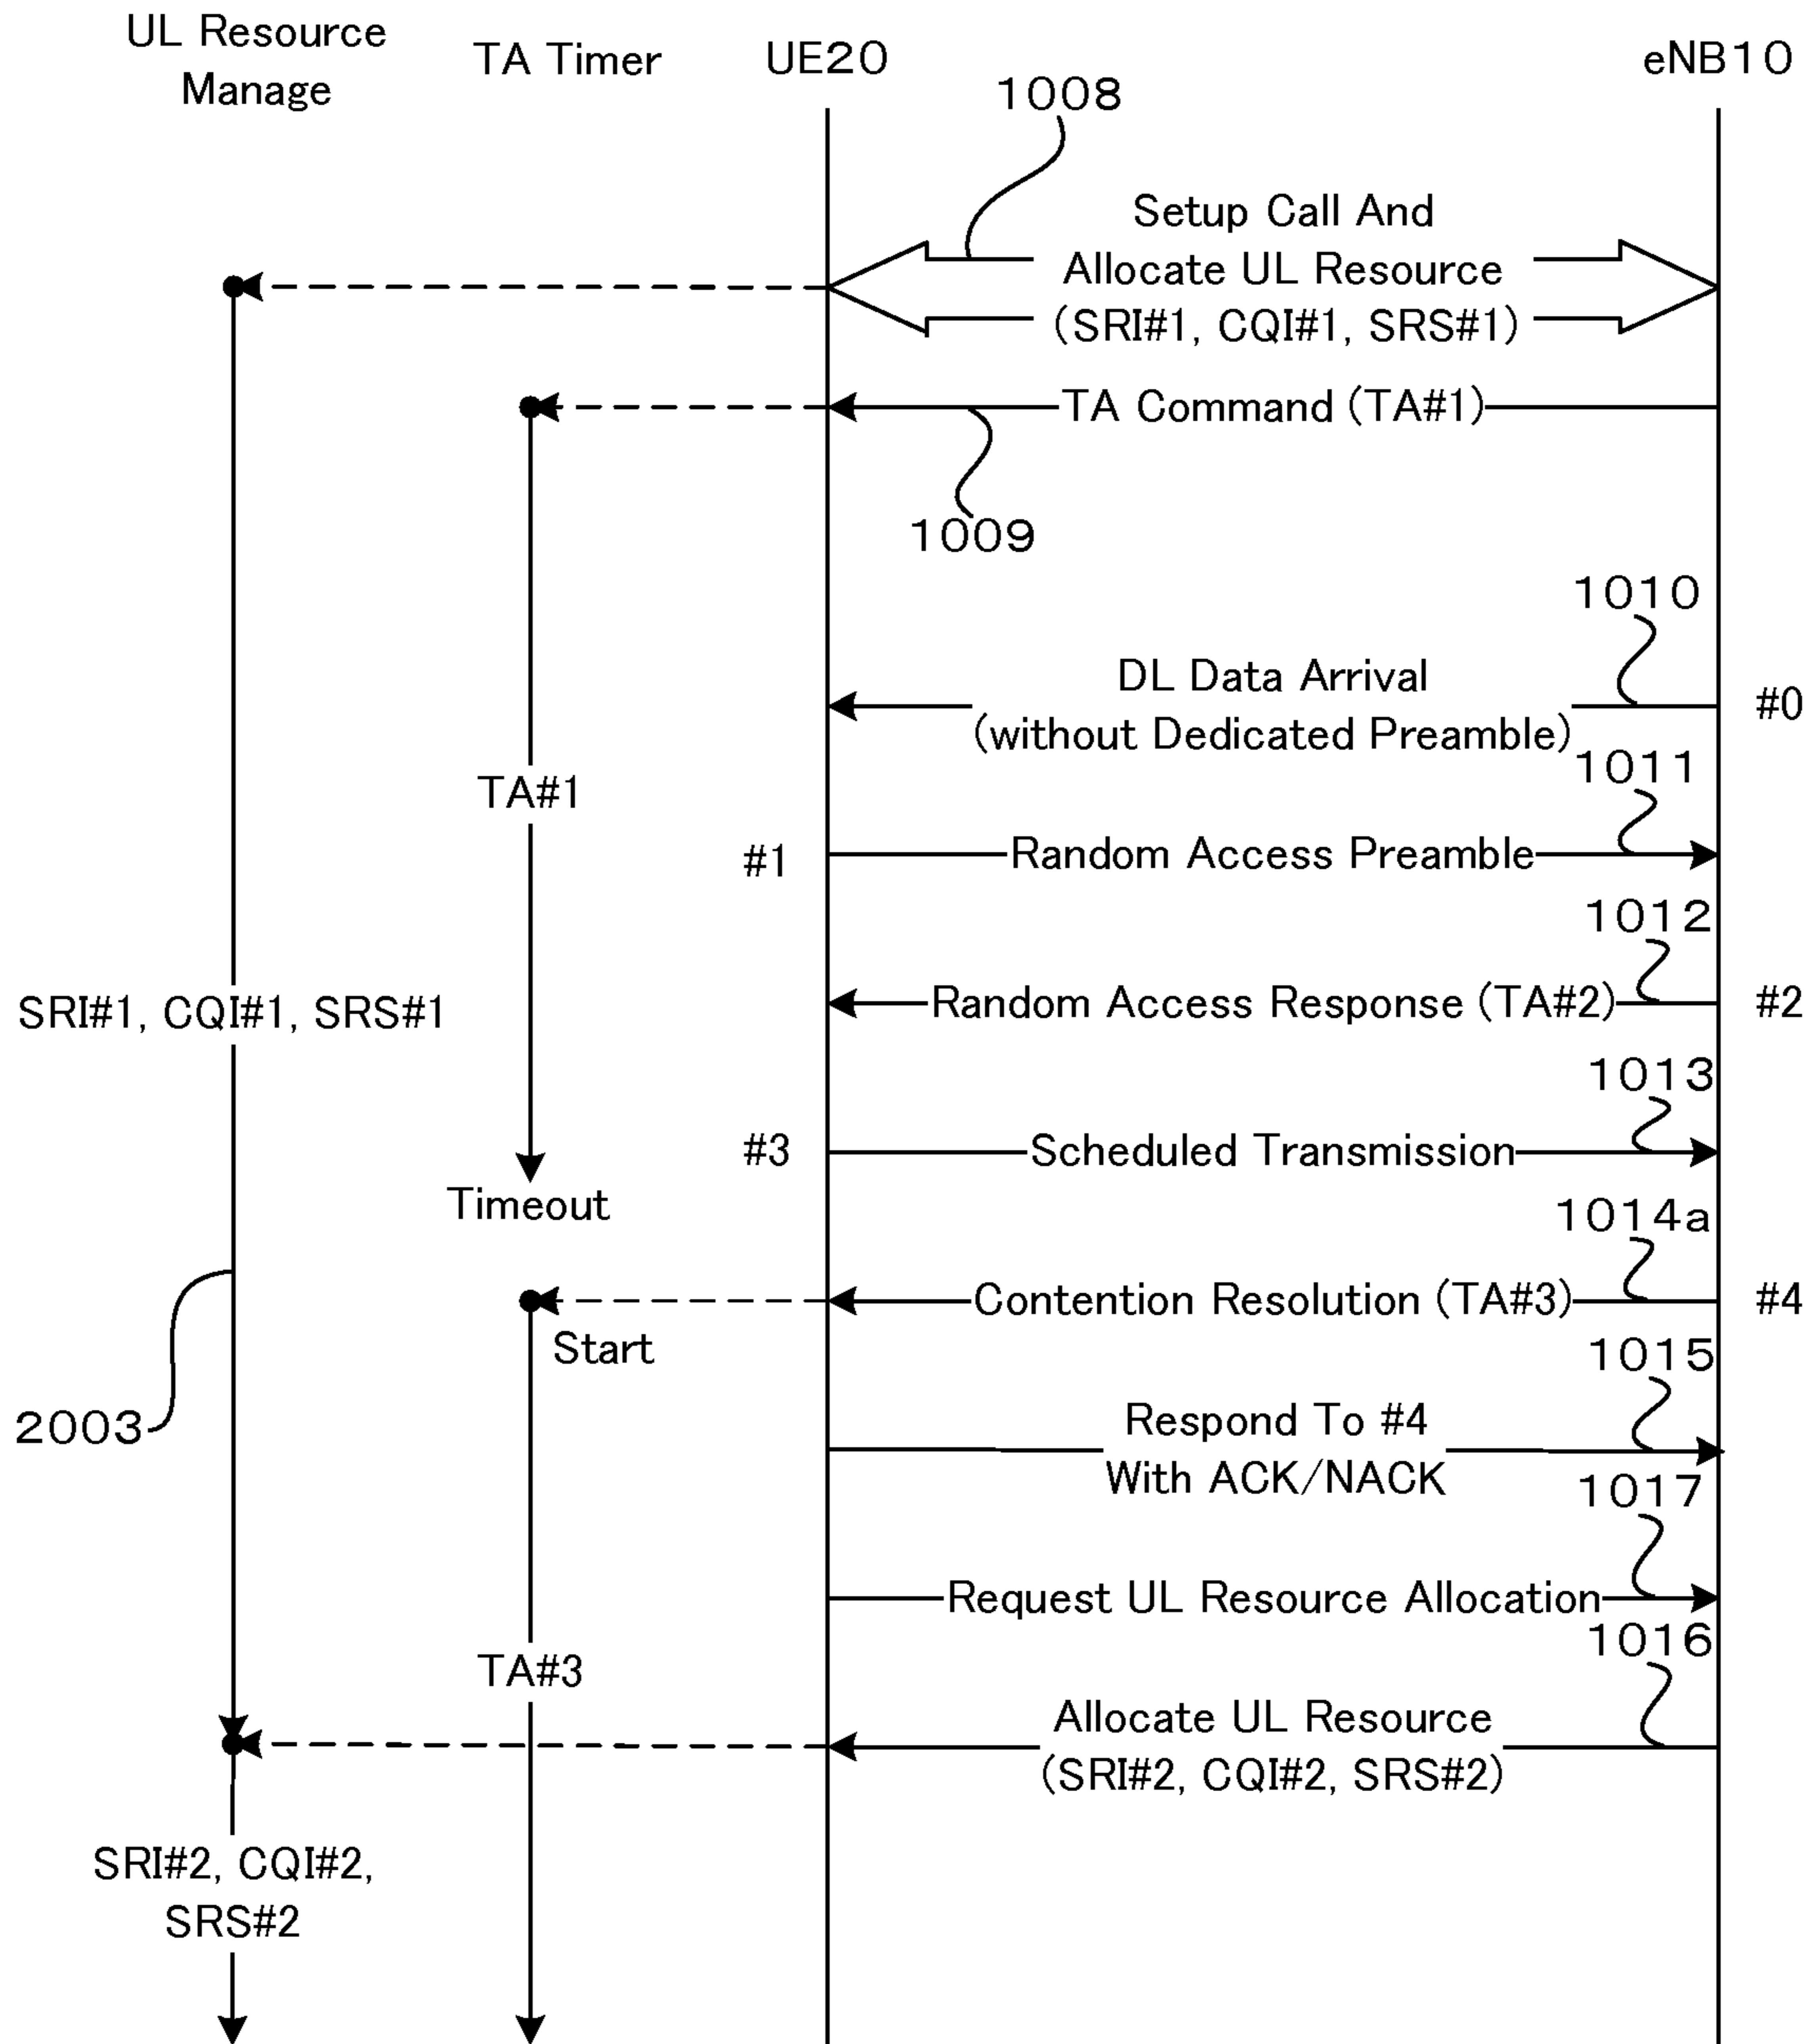 UL Resource
Manage
TA Timer
UE20
eNB10
1008
Setup Call And
Allocate UL Resource
(SRI#1, CQI#1, SRS#1)
TA Command (TA#1)
1009
1010
DL Data Arrival
(without Dedicated Preamble)
#0
1011
TA#1
#1
Random Access Preamble
1012
SRI#1, CQI#1, SRS#1
Random Access Response (TA#2)
#2
1013
#3
Scheduled Transmission
Timeout
1014a
Contention Resolution (TA#3)
#4
Start
1015
2003
Respond To #4
With ACK/NACK
1017
Request UL Resource Allocation
1016
TA#3
Allocate UL Resource
(SRI#2, CQI#2, SRS#2)
SRI#2, CQI#2,
SRS#2